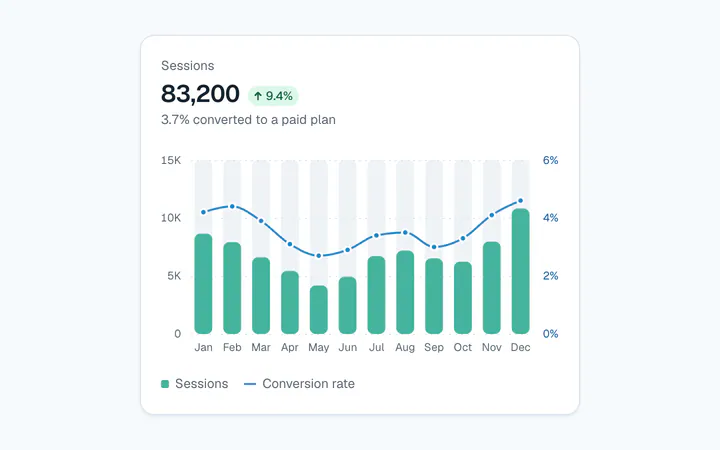 Sessions
83,200 ↑ 9.4%
3.7% converted to a paid plan
15K 6%
10K 4%
5K 2%
0 0%
Jan Feb Mar Apr May Jun Jul Aug Sep Oct Nov Dec
Sessions Conversion rate